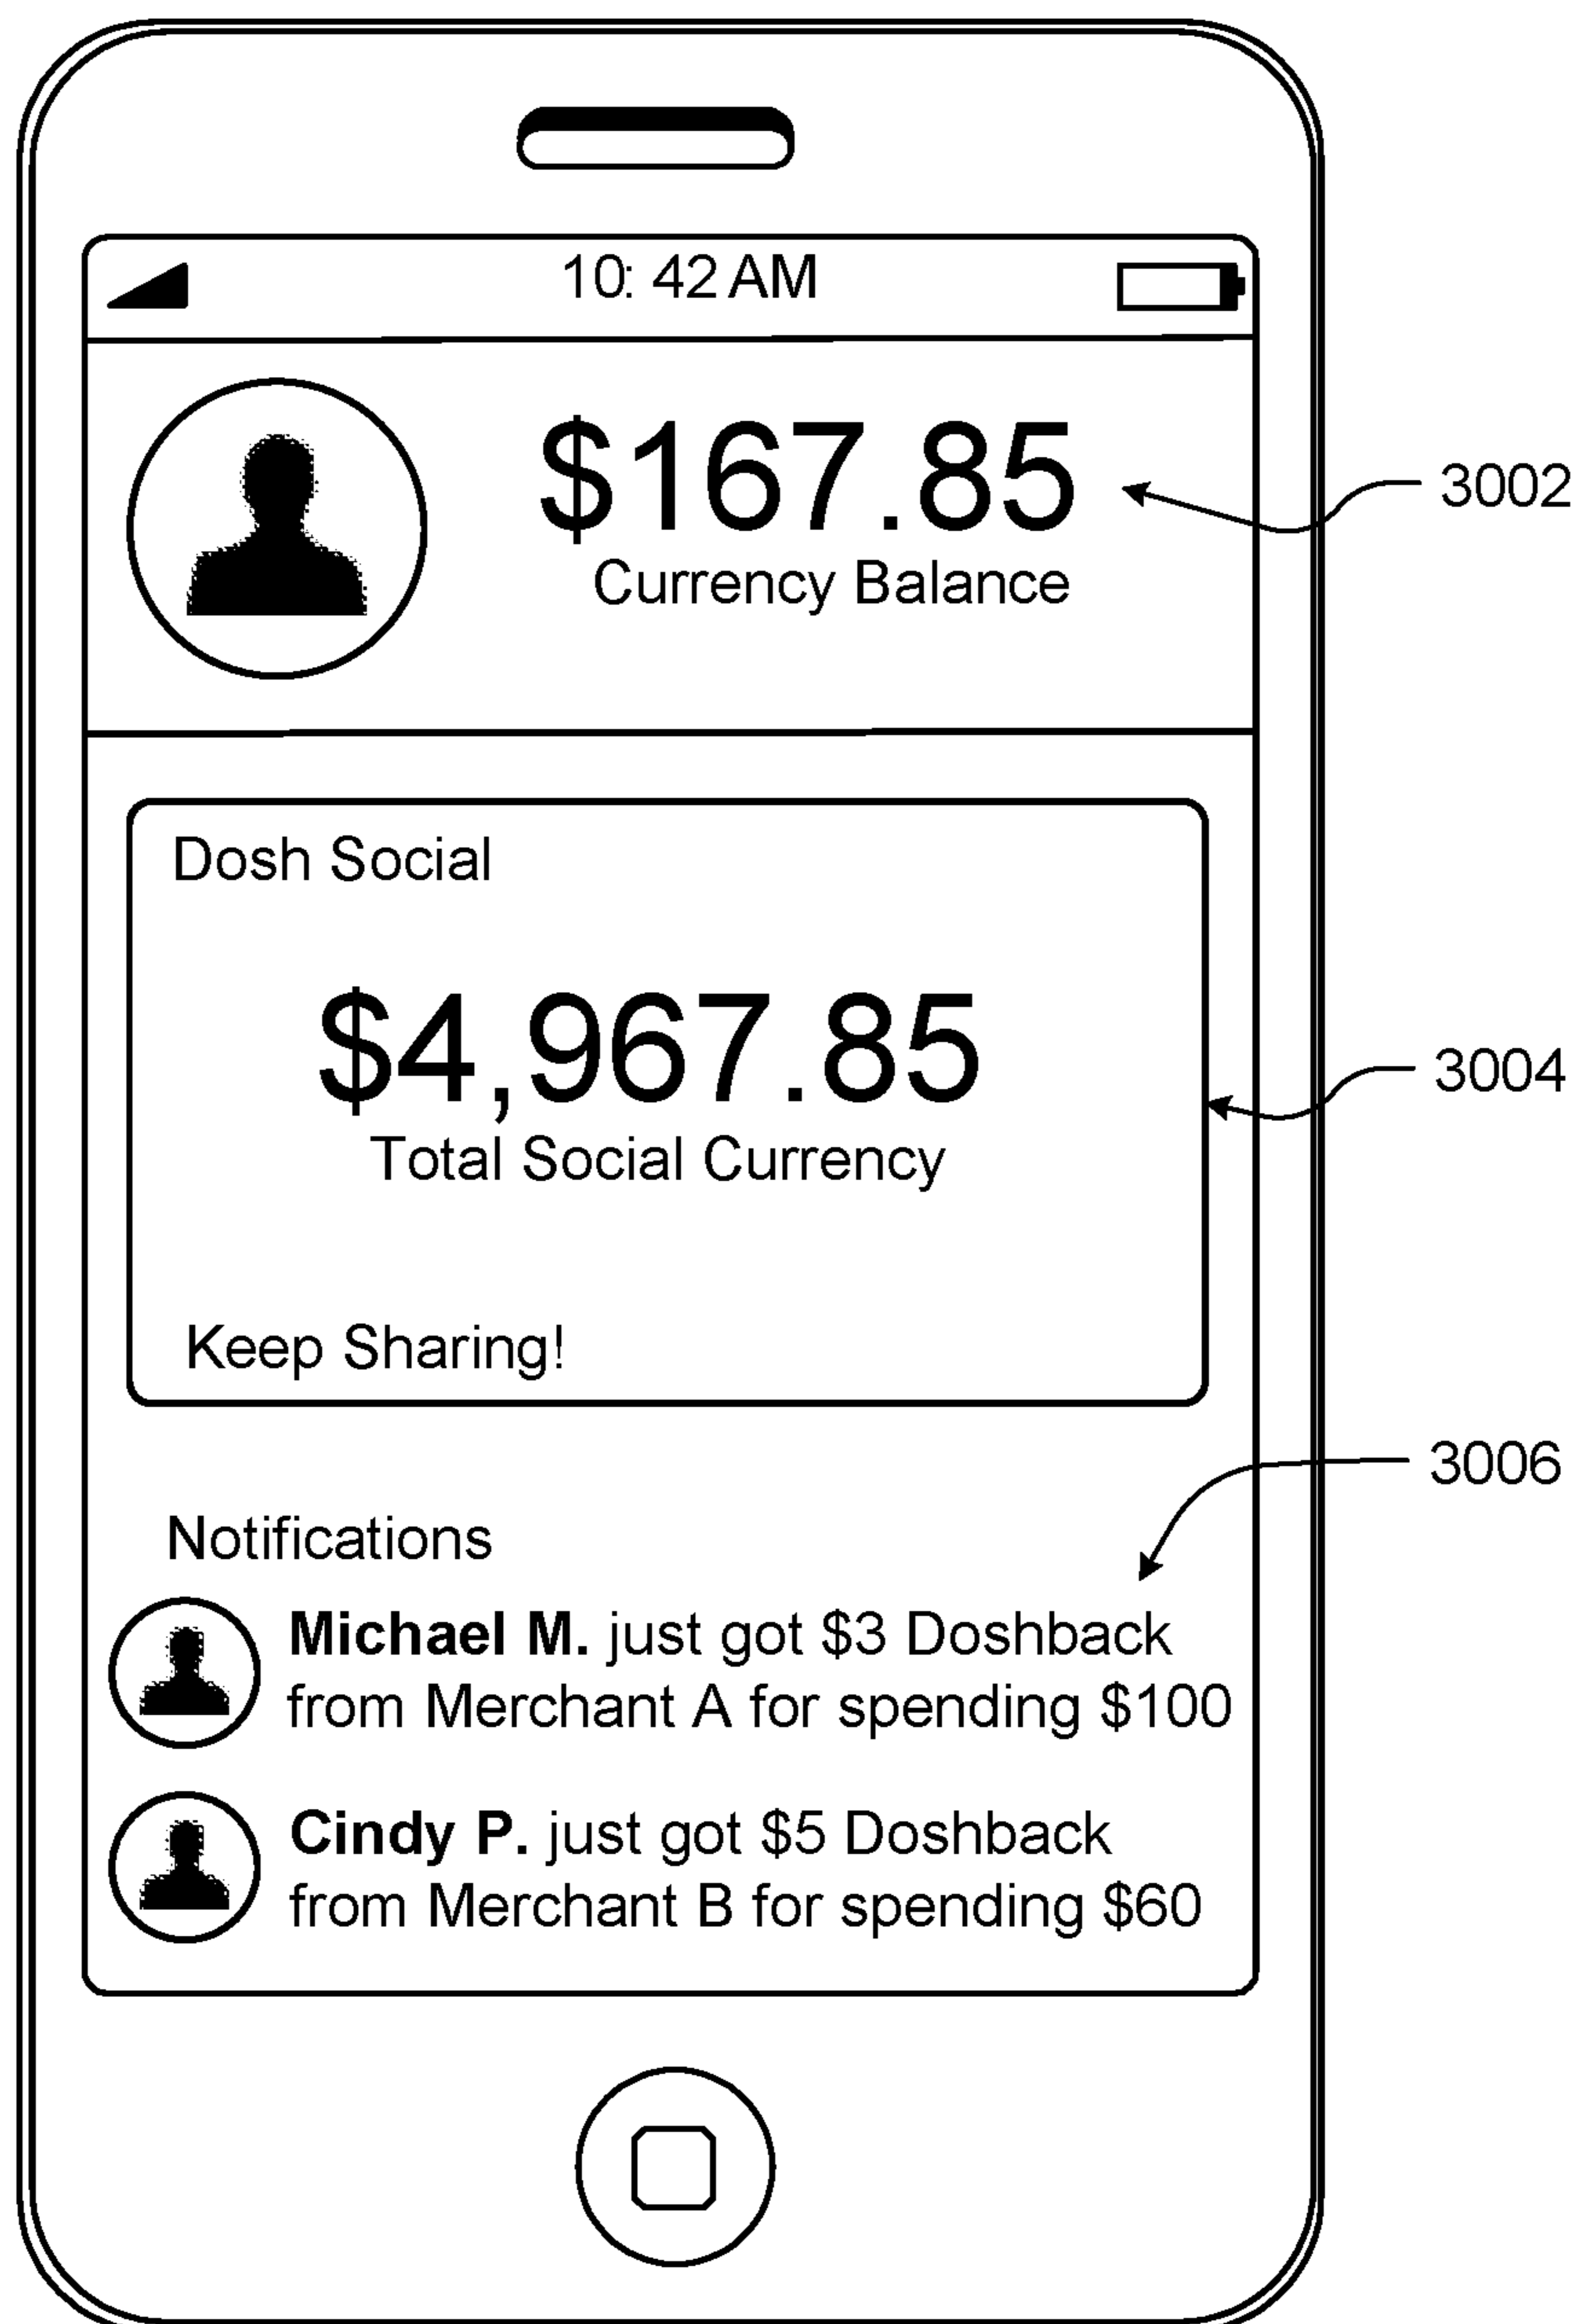 10: 42 AM
$167.85
3002
Currency Balance
Dosh Social
$4,967.85
3004
Total Social Currency
Keep Sharing!
3006
Notifications
Michael M. just got $3 Doshback
from Merchant A for spending $100
Cindy P. just got $5 Doshback
from Merchant B for spending $60